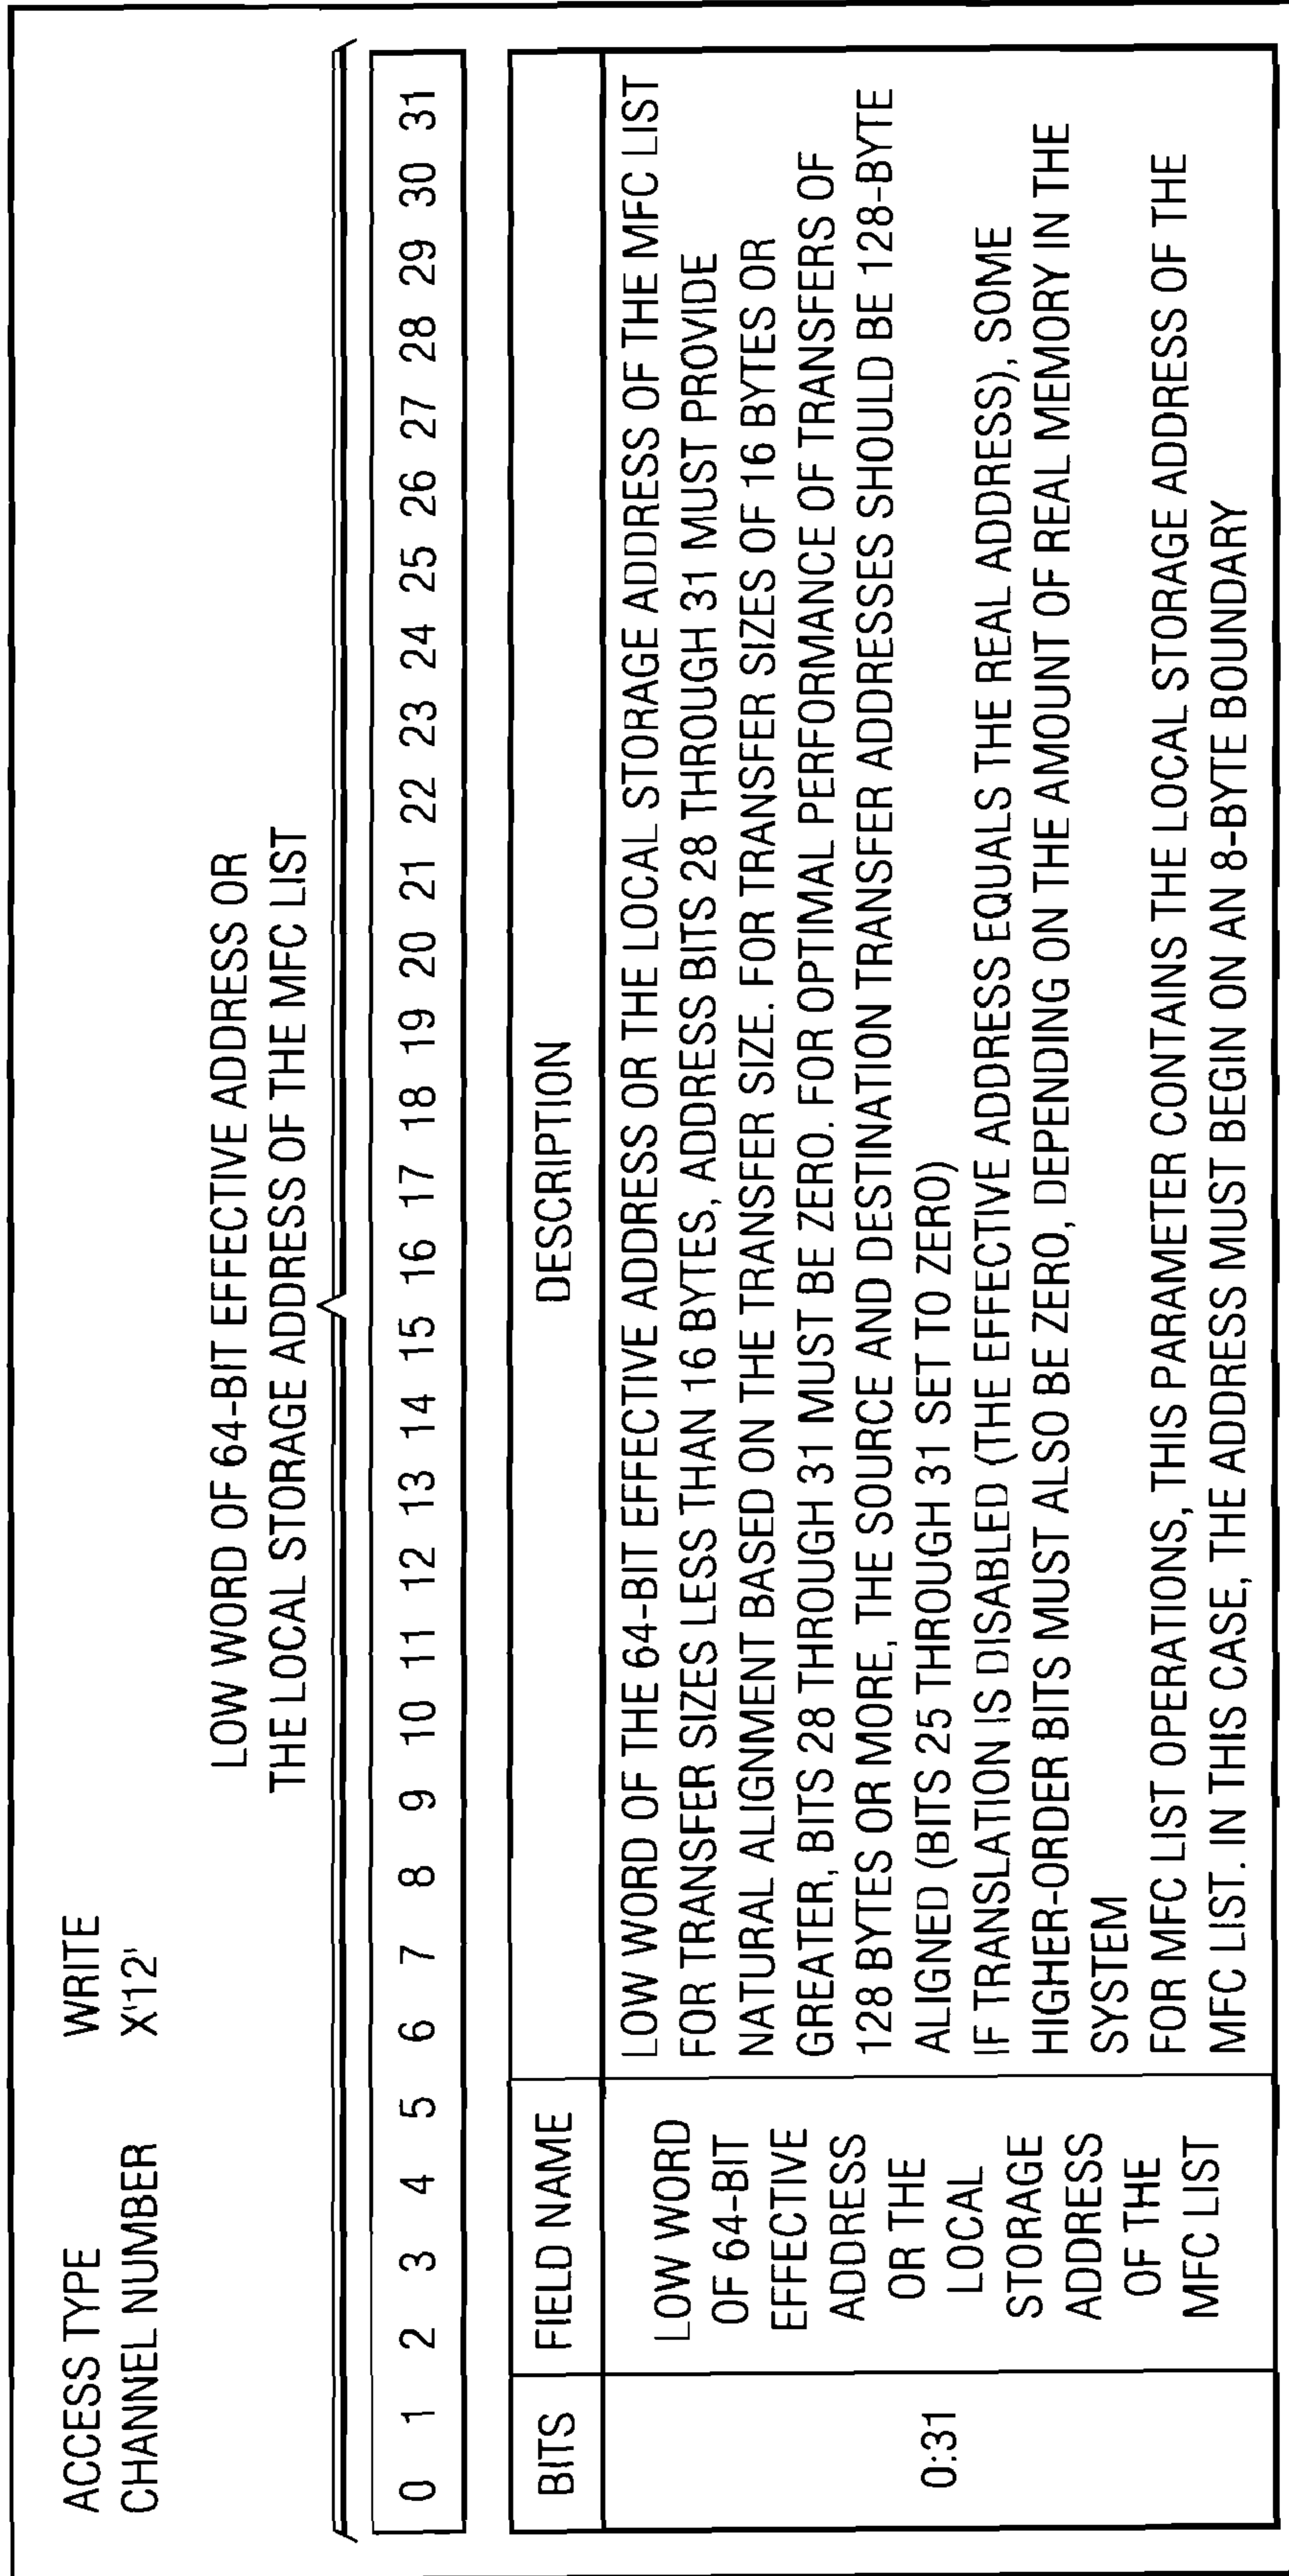 ACCESS TYPE WRITE
CHANNEL NUMBER X'12'
LOW WORD OF 64-BIT EFFECTIVE ADDRESS OR
THE LOCAL STORAGE ADDRESS OF THE MFC LIST
0 1 2 3 4 5 6 7 8 9 10 11 12 13 14 15 16 17 18 19 20 21 22 23 24 25 26 27 28 29 30 31
BITS FIELD NAME DESCRIPTION
0:31
LOW WORD
OF 64-BIT
EFFECTIVE
ADDRESS
OR THE
LOCAL
STORAGE
ADDRESS
OF THE
MFC LIST
LOW WORD OF THE 64-BIT EFFECTIVE ADDRESS OR THE LOCAL STORAGE ADDRESS OF THE MFC LIST
FOR TRANSFER SIZES LESS THAN 16 BYTES, ADDRESS BITS 28 THROUGH 31 MUST PROVIDE
NATURAL ALIGNMENT BASED ON THE TRANSFER SIZE. FOR TRANSFER SIZES OF 16 BYTES OR
GREATER, BITS 28 THROUGH 31 MUST BE ZERO. FOR OPTIMAL PERFORMANCE OF TRANSFERS OF
128 BYTES OR MORE, THE SOURCE AND DESTINATION TRANSFER ADDRESSES SHOULD BE 128-BYTE
ALIGNED (BITS 25 THROUGH 31 SET TO ZERO)
IF TRANSLATION IS DISABLED (THE EFFECTIVE ADDRESS EQUALS THE REAL ADDRESS), SOME
HIGHER-ORDER BITS MUST ALSO BE ZERO, DEPENDING ON THE AMOUNT OF REAL MEMORY IN THE
SYSTEM
FOR MFC LIST OPERATIONS, THIS PARAMETER CONTAINS THE LOCAL STORAGE ADDRESS OF THE
MFC LIST. IN THIS CASE, THE ADDRESS MUST BEGIN ON AN 8-BYTE BOUNDARY